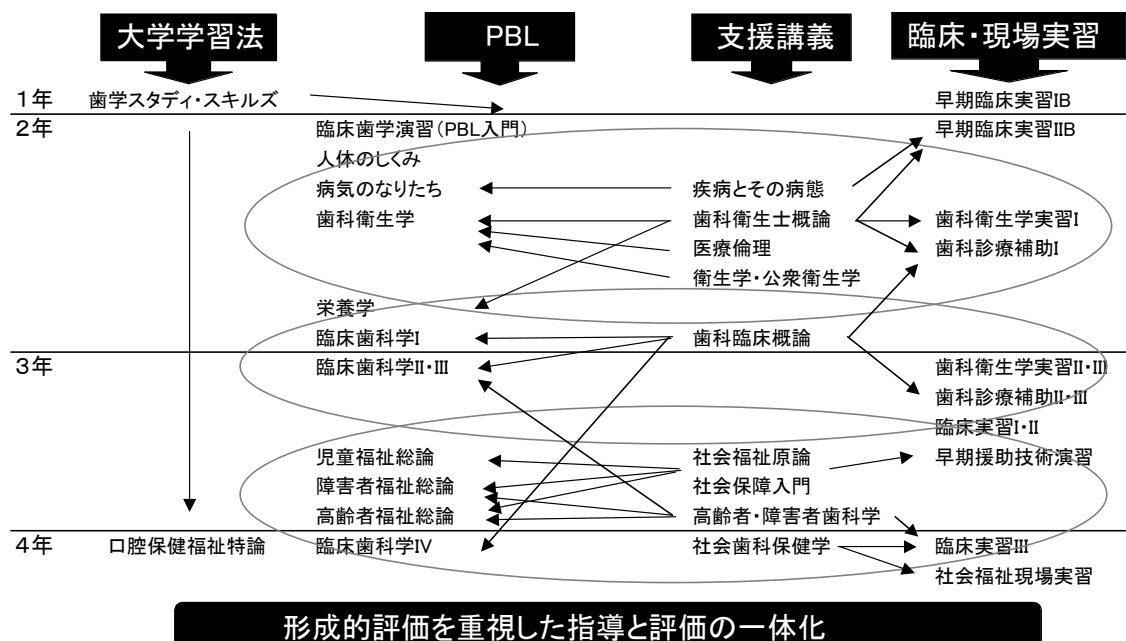 大学学習法 PBL 支援講義 臨床・現場実習
1年 歯学スタディ・スキルズ 早期臨床実習IB
2年 臨床歯学演習(PBL入門) 早期臨床実習IIB
人体のしくみ
病気のなりたち 疾病とその病態
歯科衛生学 歯科衛生士概論 歯科衛生学実習I
医療倫理 歯科診療補助I
衛生学・公衆衛生学
栄養学
臨床歯科学I 歯科臨床概論
3年 臨床歯科学II・III 歯科衛生学実習II・III
歯科診療補助II・III
臨床実習I・II
児童福祉総論 社会福祉原論 早期援助技術演習
障害者福祉総論 社会保障入門
高齢者福祉総論 高齢者・障害者歯科学
4年 口腔保健福祉特論 臨床歯科学IV 社会歯科保健学 臨床実習III
社会福祉現場実習
形成的評価を重視した指導と評価の一体化